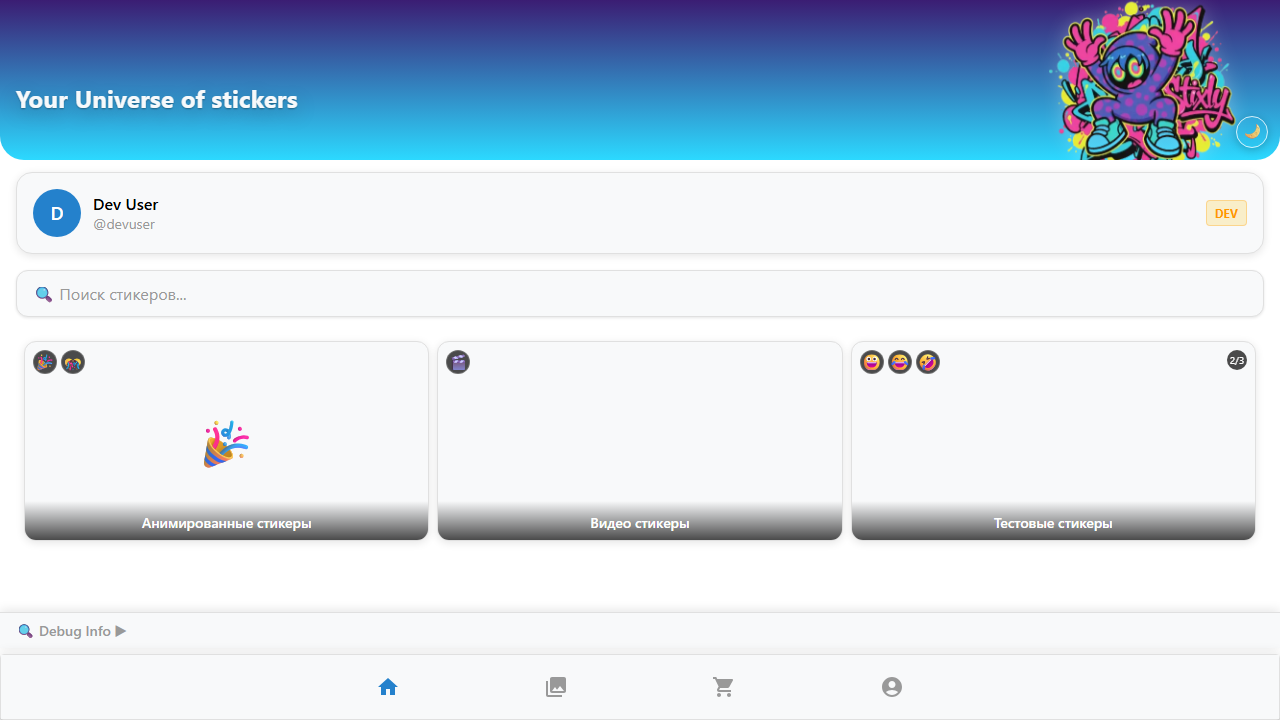 Your Universe of stickers
Stixly
D
Dev User
@devuser
DEV
Поиск стикеров...
2/3
Анимированные стикеры
Видео стикеры
Тестовые стикеры
Debug Info ▶